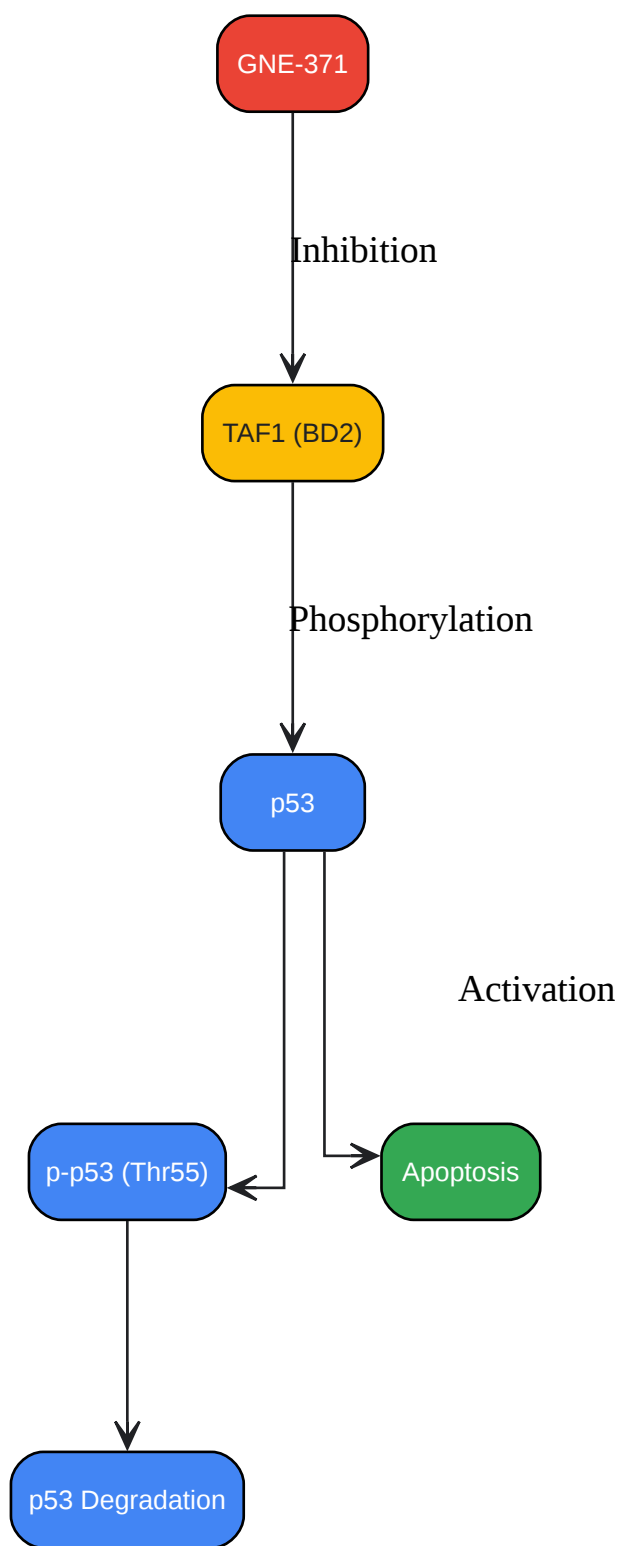 GNE-371
Inhibition
TAF1 (BD2)
Phosphorylation
p53
Activation
p-p53 (Thr55)
Apoptosis
p53 Degradation